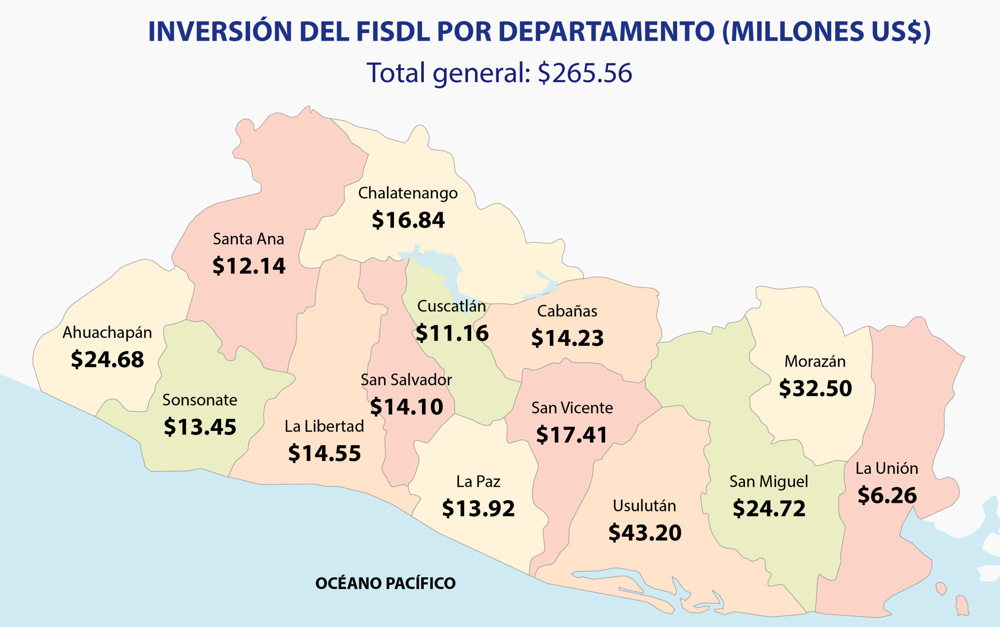 INVERSIÓN DEL FISDL POR DEPARTAMENTO (MILLONES US$)
Total general: $265.56
Chalatenango
$16.84
Santa Ana
$12.14
Ahuachapán
$24.68
Sonsonate
$13.45
La Libertad
$14.55
San Salvador
$14.10
Cuscatlán
$11.16
Cabañas
$14.23
San Vicente
$17.41
La Paz
$13.92
Usulután
$43.20
San Miguel
$24.72
Morazán
$32.50
La Unión
$6.26
OCÉANO PACÍFICO